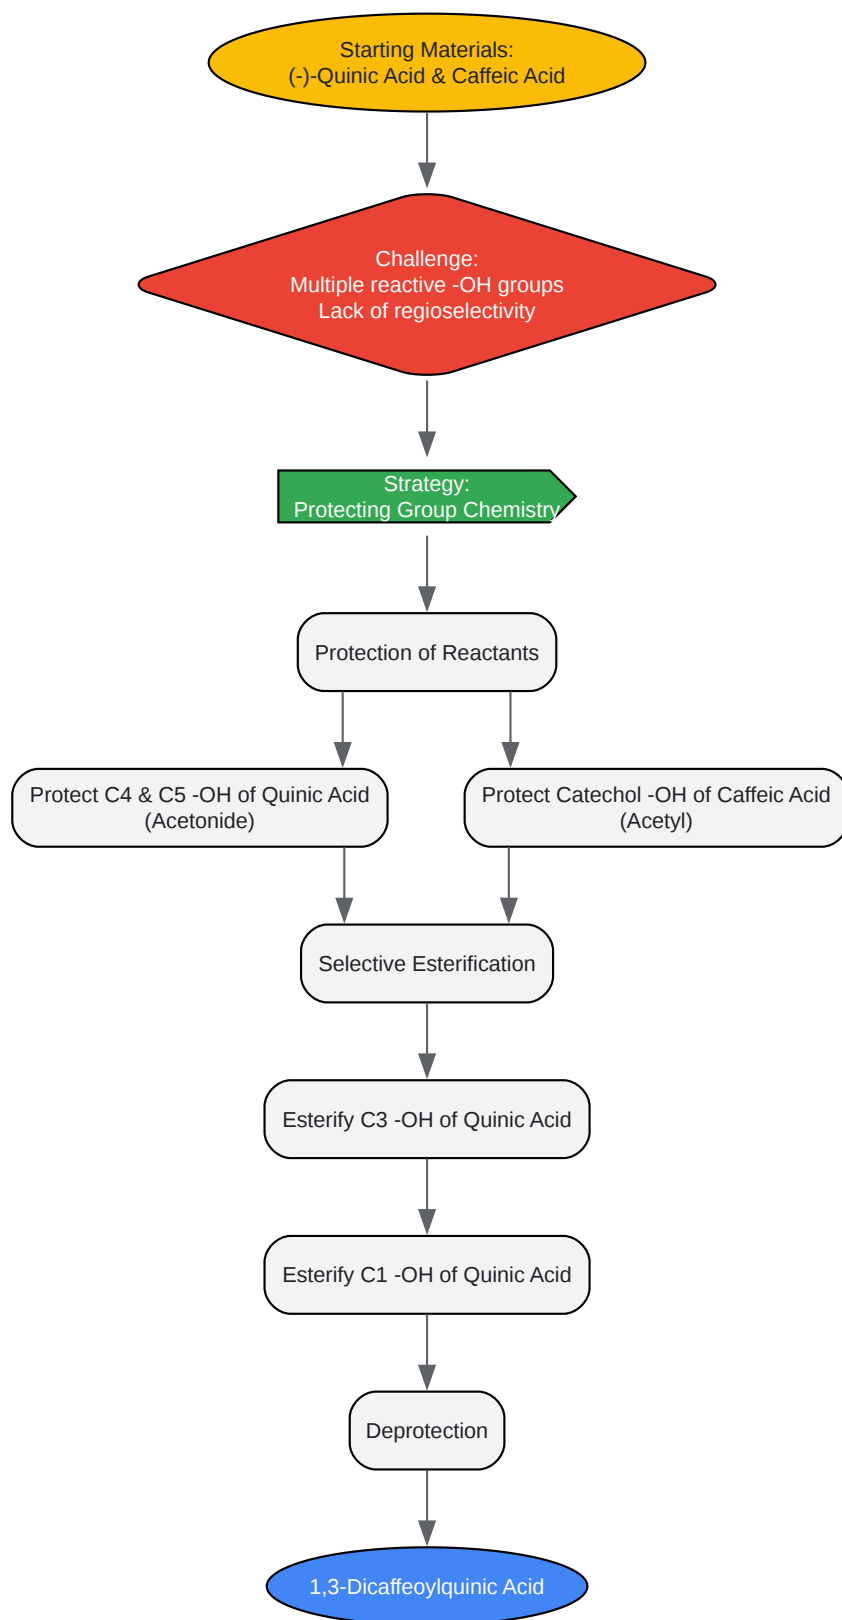 Starting Materials:
(-)-Quinic Acid & Caffeic Acid
Challenge:
Multiple reactive -OH groups
Lack of regioselectivity
Strategy:
Protecting Group Chemistry
Protection of Reactants
Protect C4 & C5 -OH of Quinic Acid
(Acetonide)
Protect Catechol -OH of Caffeic Acid
(Acetyl)
Selective Esterification
Esterify C3 -OH of Quinic Acid
Esterify C1 -OH of Quinic Acid
Deprotection
1,3-Dicaffeoylquinic Acid